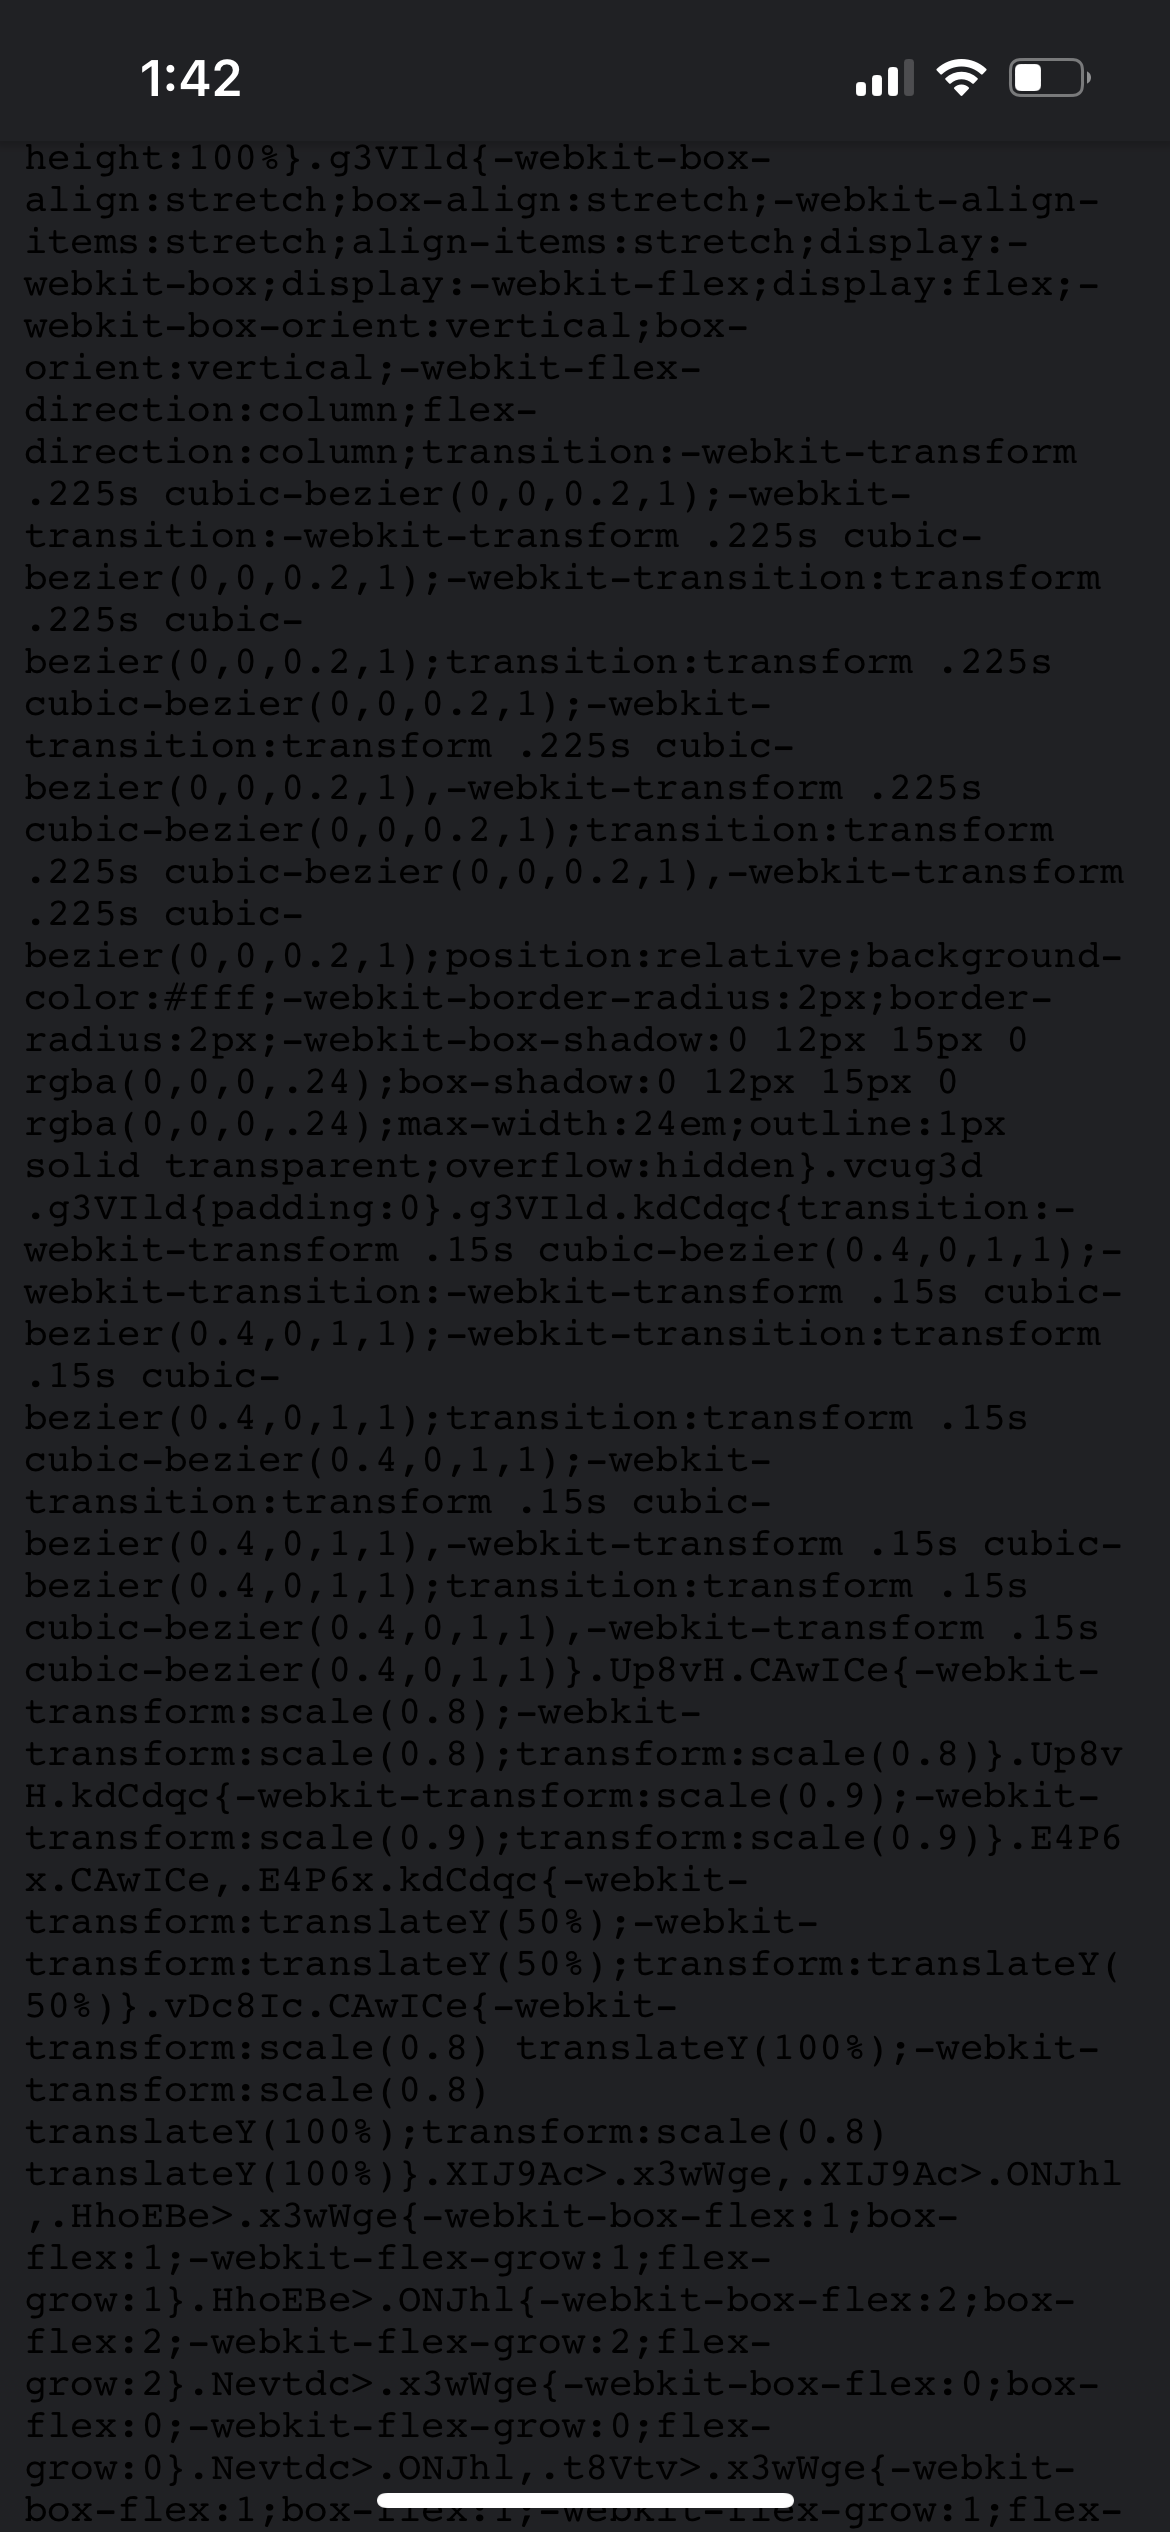 1:42
height:100%}.g3VIld{-webkit-box-
align:stretch;box-align:stretch;-webkit-align-
items:stretch;align-items:stretch;display:-
webkit-box;display:-webkit-flex;display:flex;-
webkit-box-orient:vertical;box-
orient:vertical;-webkit-flex-
direction:column;flex-
direction:column;transition:-webkit-transform
.225s cubic-bezier(0,0,0.2,1);-webkit-
transition:-webkit-transform .225s cubic-
bezier(0,0,0.2,1);-webkit-transition:transform
.225s cubic-
bezier(0,0,0.2,1);transition:transform .225s
cubic-bezier(0,0,0.2,1);-webkit-
transition:transform .225s cubic-
bezier(0,0,0.2,1),-webkit-transform .225s
cubic-bezier(0,0,0.2,1);transition:transform
.225s cubic-bezier(0,0,0.2,1),-webkit-transform
.225s cubic-
bezier(0,0,0.2,1);position:relative;background-
color:#fff;-webkit-border-radius:2px;border-
radius:2px;-webkit-box-shadow:0 12px 15px 0
rgba(0,0,0,.24);box-shadow:0 12px 15px 0
rgba(0,0,0,.24);max-width:24em;outline:1px
solid transparent;overflow:hidden}.vcug3d
.g3VIld{padding:0}.g3VIld.kdCdqc{transition:-
webkit-transform .15s cubic-bezier(0.4,0,1,1);-
webkit-transition:-webkit-transform .15s cubic-
bezier(0.4,0,1,1);-webkit-transition:transform
.15s cubic-
bezier(0.4,0,1,1);transition:transform .15s
cubic-bezier(0.4,0,1,1);-webkit-
transition:transform .15s cubic-
bezier(0.4,0,1,1),-webkit-transform .15s cubic-
bezier(0.4,0,1,1);transition:transform .15s
cubic-bezier(0.4,0,1,1),-webkit-transform .15s
cubic-bezier(0.4,0,1,1)}.Up8vH.CAwICe{-webkit-
transform:scale(0.8);-webkit-
transform:scale(0.8);transform:scale(0.8)}.Up8v
H.kdCdqc{-webkit-transform:scale(0.9);-webkit-
transform:scale(0.9);transform:scale(0.9)}.E4P6
x.CAwICe,.E4P6x.kdCdqc{-webkit-
transform:translateY(50%);-webkit-
transform:translateY(50%);transform:translateY(
50%)}.vDc8Ic.CAwICe{-webkit-
transform:scale(0.8) translateY(100%);-webkit-
transform:scale(0.8)
translateY(100%);transform:scale(0.8)
translateY(100%)}.XIJ9Ac>.x3wWge,.XIJ9Ac>.ONJhl
,.HhoEBe>.x3wWge{-webkit-box-flex:1;box-
flex:1;-webkit-flex-grow:1;flex-
grow:1}.HhoEBe>.ONJhl{-webkit-box-flex:2;box-
flex:2;-webkit-flex-grow:2;flex-
grow:2}.Nevtdc>.x3wWge{-webkit-box-flex:0;box-
flex:0;-webkit-flex-grow:0;flex-
grow:0}.Nevtdc>.ONJhl,.t8Vtv>.x3wWge{-webkit-
box-flex:1;box-flex:1;-webkit-flex-grow:1;flex-